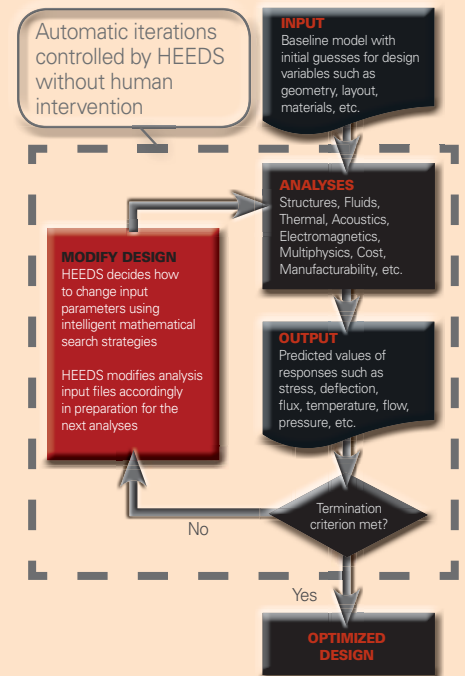 Automatic iterations
controlled by HEEDS
without human
intervention
INPUT
Baseline model with
initial guesses for design
variables such as
geometry, layout,
materials, etc.
ANALYSES
Structures, Fluids,
Thermal, Acoustics,
Electromagnetics,
Multiphysics, Cost,
Manufacturability, etc.
MODIFY DESIGN
HEEDS decides how
to change input
parameters using
intelligent mathematical
search strategies
HEEDS modifies analysis
input files accordingly
in preparation for the
next analyses
OUTPUT
Predicted values of
responses such as
stress, deflection,
flux, temperature, flow,
pressure, etc.
Termination
criterion met?
No
Yes
OPTIMIZED
DESIGN